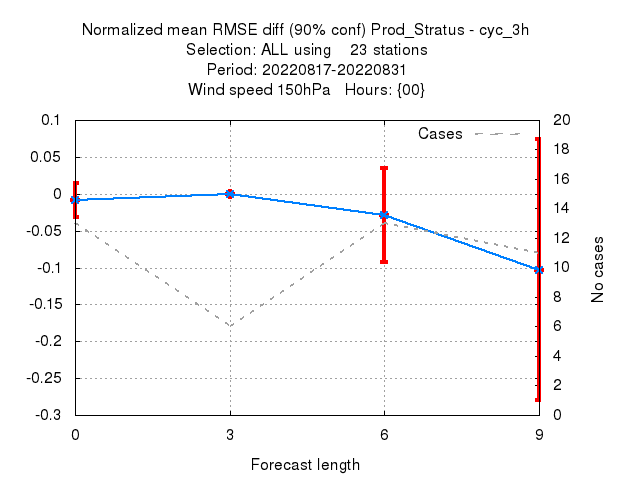 Normalized mean RMSE diff (90% conf) Prod_Stratus - cyc_3h
Selection: ALL using    23 stations
Period: 20220817-20220831
Wind speed 150hPa   Hours: {00}
Cases
0.1
0.05
0
-0.05
-0.1
-0.15
-0.2
-0.25
-0.3
20
18
16
14
12
10
8
6
4
2
0
No cases
0 3 6 9
Forecast length